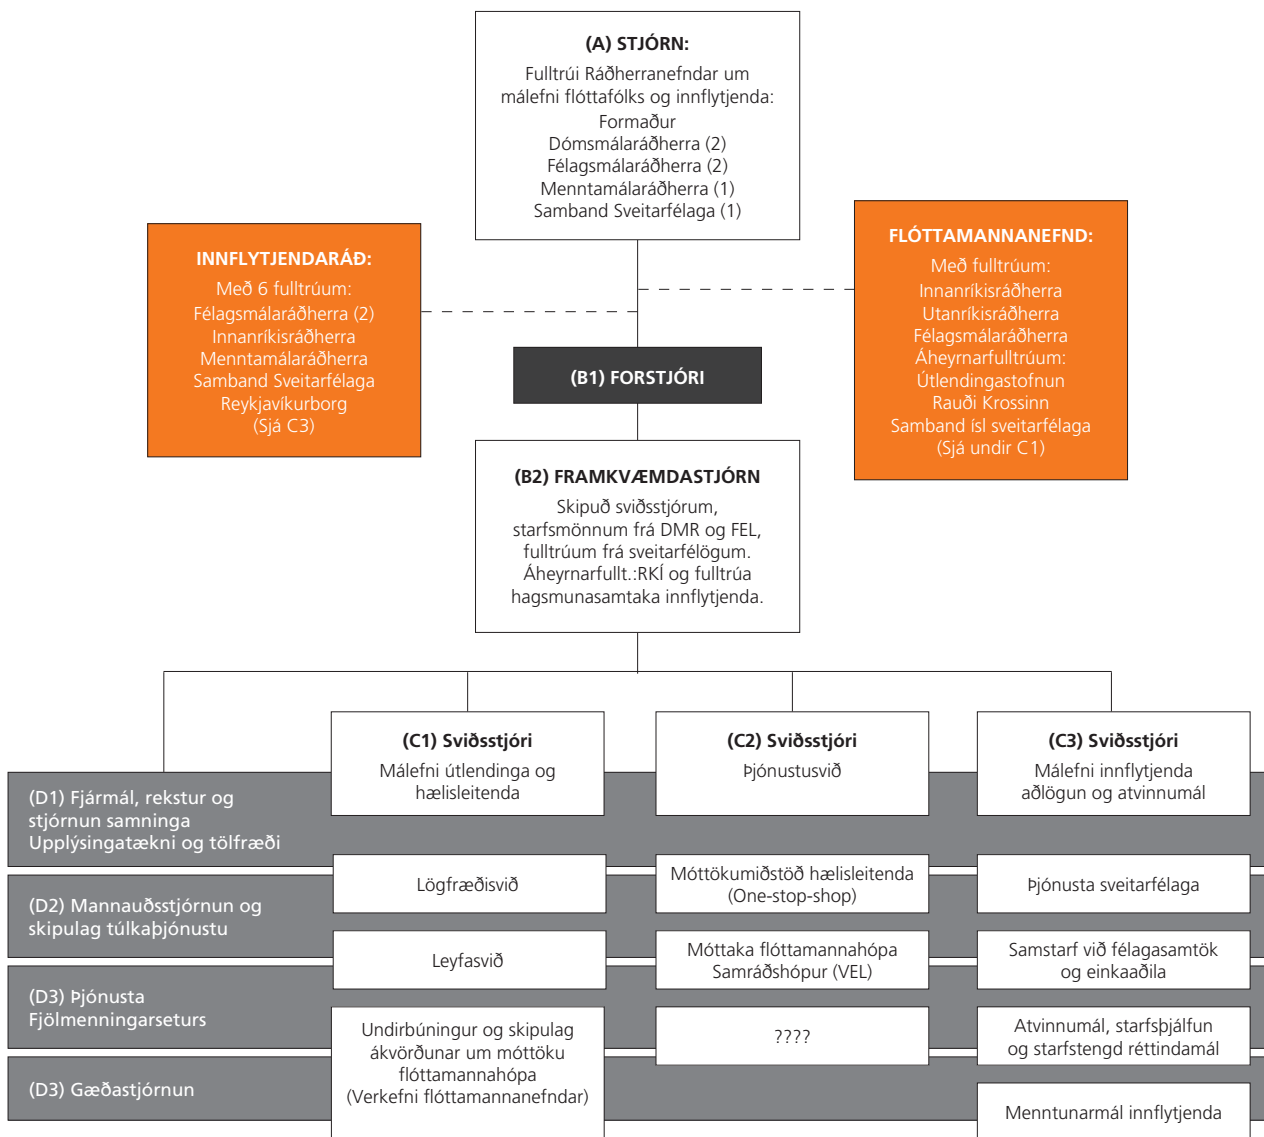 (A) STJÓRN:
Fulltrúi Ráðherranefndar um
málefni flóttafólks og innflytjenda:
Formaður
Dómsmálaráðherra (2)
Félagsmálaráðherra (2)
Menntamálaráðherra (1)
Samband Sveitarfélaga (1)
INNFLYTJENDARÁÐ:
Með 6 fulltrúum:
Félagsmálaráðherra (2)
Innanríkisráðherra
Menntamálaráðherra
Samband Sveitarfélaga
Reykjavíkurborg
(Sjá C3)
FLÓTTAMANNANEFND:
Með fulltrúum:
Innanríkisráðherra
Utanríkisráðherra
Félagsmálaráðherra
Áheyrnarfulltrúum:
Útlendingastofnun
Rauði Krossinn
Samband ísl sveitarfélaga
(Sjá undir C1)
(B1) FORSTJÓRI
(B2) FRAMKVÆMDASTJÓRN
Skipuð sviðsstjórum,
starfsmönnum frá DMR og FEL,
fulltrúum frá sveitarfélögum.
Áheyrnarfullt.:RKÍ og fulltrúa
hagsmunasamtaka innflytjenda.
(C1) Sviðsstjóri
Málefni útlendinga og
hælisleitenda
(C2) Sviðsstjóri
Þjónustusvið
(C3) Sviðsstjóri
Málefni innflytjenda
aðlögun og atvinnumál
(D1) Fjármál, rekstur og
stjórnun samninga
Upplýsingatækni og tölfræði
Lögfræðisvið
Móttökumiðstöð hælisleitenda
(One-stop-shop)
Þjónusta sveitarfélaga
(D2) Mannauðsstjórnun og
skipulag túlkaþjónustu
Leyfasvið
Móttaka flóttamannahópa
Samráðshópur (VEL)
Samstarf við félagasamtök
og einkaaðila
(D3) Þjónusta
Fjölmenningarseturs
Undirbúningur og skipulag
ákvörðunar um móttöku
flóttamannahópa
(Verkefni flóttamannanefndar)
????
Atvinnumál, starfsþjálfun
og starfstengd réttindamál
(D3) Gæðastjórnun
Menntunarmál innflytjenda